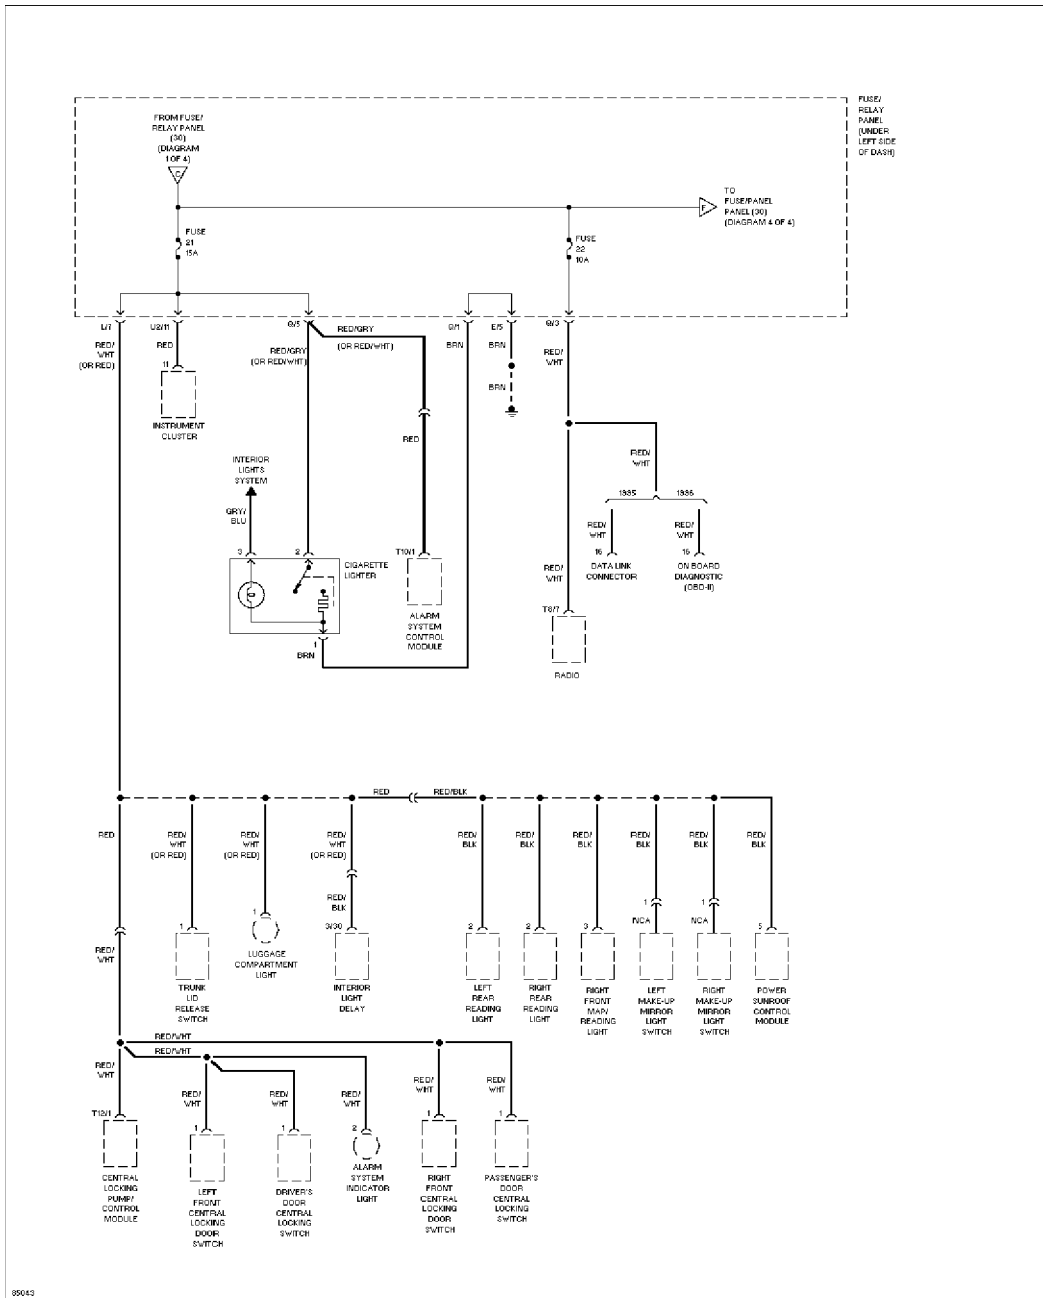 FUSE/
RELAY
PANEL
(UNDER
LEFT SIDE
OF DASH)
FROM FUSE/
RELAY PANEL
(30)
(DIAGRAM
1 OF 4)
C
F
TO
FUSE/PANEL
PANEL (30)
(DIAGRAM 4 OF 4)
FUSE
21
15A
FUSE
22
10A
L/7
U2/11
G/5
G/1
E/5
G/3
RED/
WHT
(OR RED)
RED
RED/GRY
(OR RED/WHT)
RED/GRY
(OR RED/WHT)
BRN
BRN
RED/
WHT
11
INSTRUMENT
CLUSTER
BRN
RED
INTERIOR
LIGHTS
SYSTEM
GRY/
BLU
RED/
WHT
1995
1996
RED/
WHT
RED/
WHT
3
2
T10/1
16
16
CIGARETTE
LIGHTER
DATA LINK
CONNECTOR
ON BOARD
DIAGNOSTIC
(OBD-II)
RED/
WHT
T8/7
ALARM
SYSTEM
CONTROL
MODULE
1
BRN
RADIO
RED
RED/BLK
RED
RED/
WHT
(OR RED)
RED/
WHT
(OR RED)
RED/
WHT
(OR RED)
RED/
BLK
RED/
BLK
RED/
BLK
RED/
BLK
RED/
BLK
RED/
BLK
RED/
BLK
1
1
1
1
3/30
2
2
3
NCA
NCA
5
RED/
WHT
TRUNK
LID
RELEASE
SWITCH
LUGGAGE
COMPARTMENT
LIGHT
INTERIOR
LIGHT
DELAY
LEFT
REAR
READING
LIGHT
RIGHT
REAR
READING
LIGHT
RIGHT
FRONT
MAP/
READING
LIGHT
LEFT
MAKE-UP
MIRROR
LIGHT
SWITCH
RIGHT
MAKE-UP
MIRROR
LIGHT
SWITCH
POWER
SUNROOF
CONTROL
MODULE
RED/WHT
RED/WHT
RED/
WHT
RED/
WHT
RED/
WHT
RED/
WHT
RED/
WHT
RED/
WHT
T12/1
1
1
2
1
1
CENTRAL
LOCKING
PUMP/
CONTROL
MODULE
LEFT
FRONT
CENTRAL
LOCKING
DOOR
SWITCH
DRIVER'S
DOOR
CENTRAL
LOCKING
SWITCH
ALARM
SYSTEM
INDICATOR
LIGHT
RIGHT
FRONT
CENTRAL
LOCKING
DOOR
SWITCH
PASSENGER'S
DOOR
CENTRAL
LOCKING
SWITCH
85043